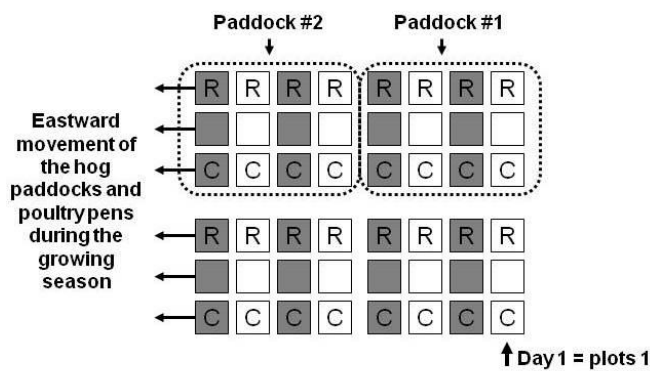 Paddock #2 Paddock #1
R R R R R R R R
Eastward
movement of
the hog
paddocks and
poultry pens
during the
growing
season
C C C C C C C C
R R R R R R R R
C C C C C C C C
Day 1 = plots 1